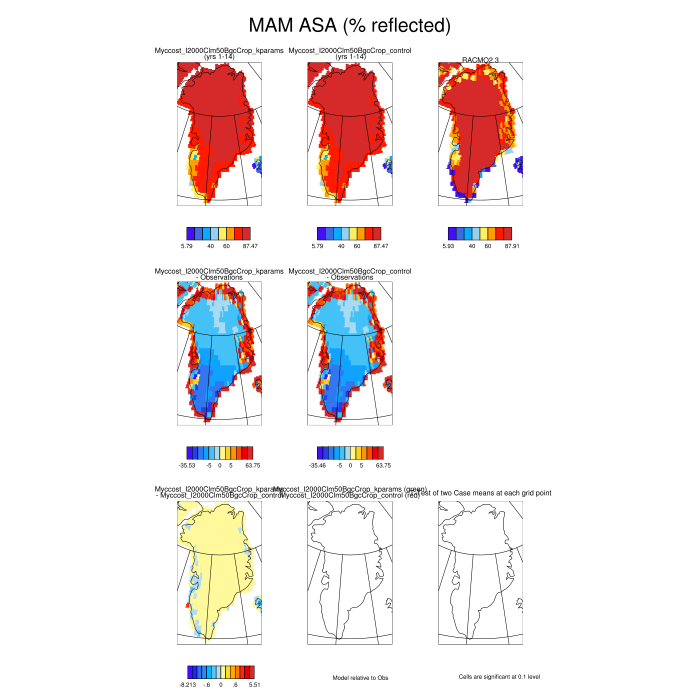 MAM ASA (% reflected)
Myccost_I2000Clm50BgcCrop_kparams
(yrs 1-14)
Myccost_I2000Clm50BgcCrop_control
(yrs 1-14)
RACMO2.3
5.79 40 60 87.47
5.79 40 60 87.47
5.93 40 60 87.91
Myccost_I2000Clm50BgcCrop_kparams
- Observations
Myccost_I2000Clm50BgcCrop_control
- Observations
-35.53 -5 0 5 63.75
-35.46 -5 0 5 63.75
Myccost_I2000Clm50BgcCrop_kparams
- Myccost_I2000Clm50BgcCrop_control
Myccost_I2000Clm50BgcCrop_kparams (green)
Myccost_I2000Clm50BgcCrop_control (red)
of two Case means at each grid point
-8.213 -.6 0 .6 5.51
Model relative to Obs
Cells are significant at 0.1 level